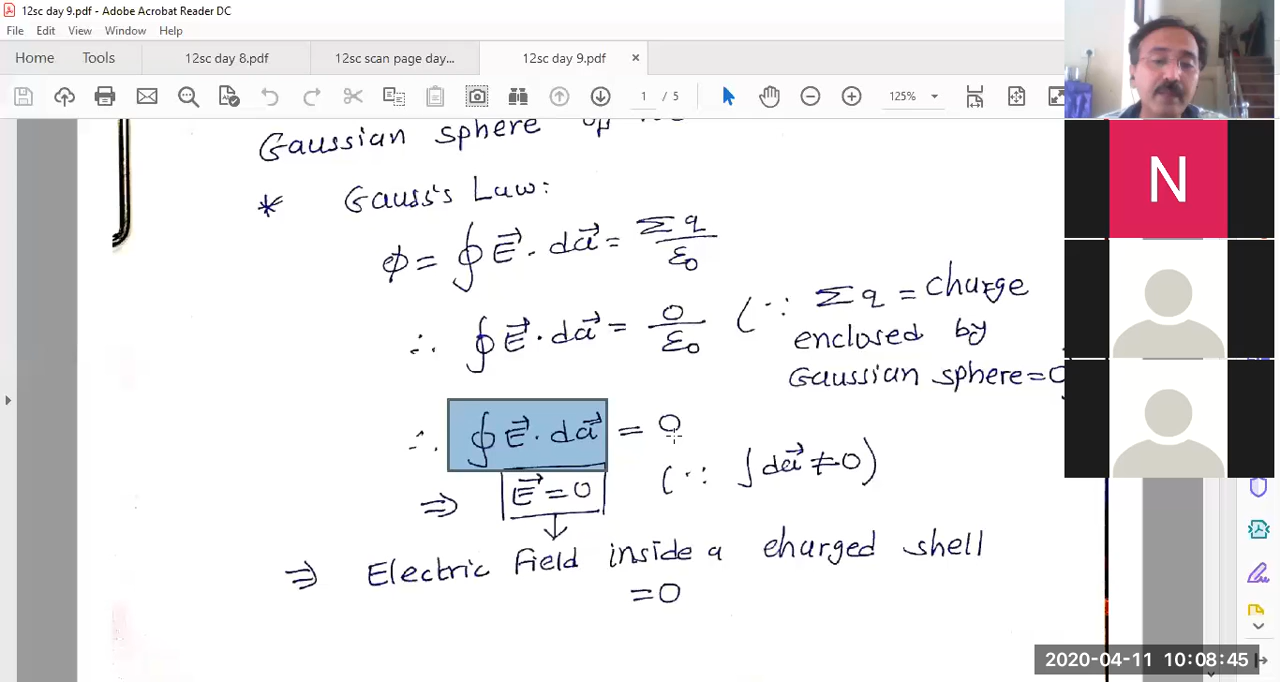 12sc day 9.pdf - Adobe Acrobat Reader DC
File Edit View Window Help
Home Tools 12sc day 8.pdf 12sc scan page day... 12sc day 9.pdf ×
1 / 5 125%
Gaussian sphere of
* Gauss's Law:
ϕ = ∮ E⃗ · da⃗ = Σq/ε₀
∴ ∮ E⃗ · da⃗ = 0/ε₀ (∵ Σq = charge
enclosed by
Gaussian sphere = 0
∴ ∮ E⃗ · da⃗ = 0
⇒ E⃗ = 0 (∵ ∫ da⃗ ≠ 0)
⇒ Electric Field inside a charged shell
= 0
N
2020-04-11 10:08:45